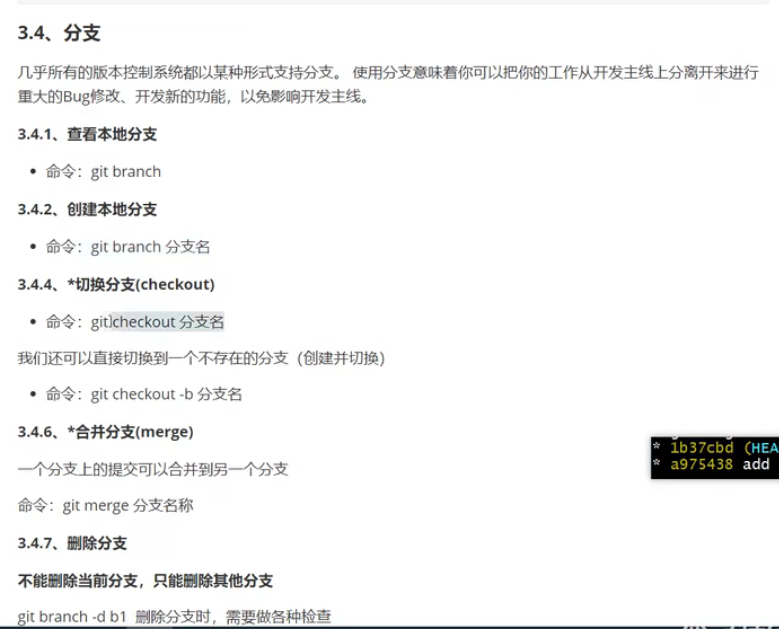 3.4、分支
几乎所有的版本控制系统都以某种形式支持分支。 使用分支意味着你可以把你的工作从开发主线上分离开来进行
重大的Bug修改、开发新的功能，以免影响开发主线。
3.4.1、查看本地分支
• 命令：git branch
3.4.2、创建本地分支
• 命令：git branch 分支名
3.4.4、*切换分支(checkout)
• 命令：git checkout 分支名
我们还可以直接切换到一个不存在的分支（创建并切换）
• 命令：git checkout -b 分支名
3.4.6、*合并分支(merge)
* 1b37cbd (HEA
* a975438 add
一个分支上的提交可以合并到另一个分支
命令：git merge 分支名称
3.4.7、删除分支
不能删除当前分支，只能删除其他分支
git branch -d b1 删除分支时，需要做各种检查